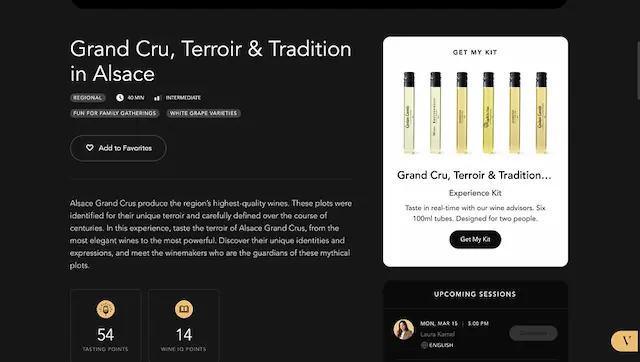 Grand Cru, Terroir & Tradition
in Alsace
REGIONAL
40 MIN
INTERMEDIATE
FUN FOR FAMILY GATHERINGS
WHITE GRAPE VARIETIES
Add to Favorites
Alsace Grand Crus produce the region's highest-quality wines. These plots
were identified for their unique terroir and carefully defined over the course of
centuries. In this experience, taste the terroir of Alsace Grand Cru, from the
most elegant wines to the most powerful. Discover their unique identities and
expressions, and meet the winemakers who are the guardians of these mythical
plots.
54
TASTING POINTS
14
WINE IQ POINTS
GET MY KIT
Grand Cru, Terroir & Tradition...
Experience Kit
Taste in real-time with our wine advisors. Six
100ml tubes. Designed for two people.
Get My Kit
UPCOMING SESSIONS
MON, MAR 15 | 5:00 PM
Laura Kamel
ENGLISH
V